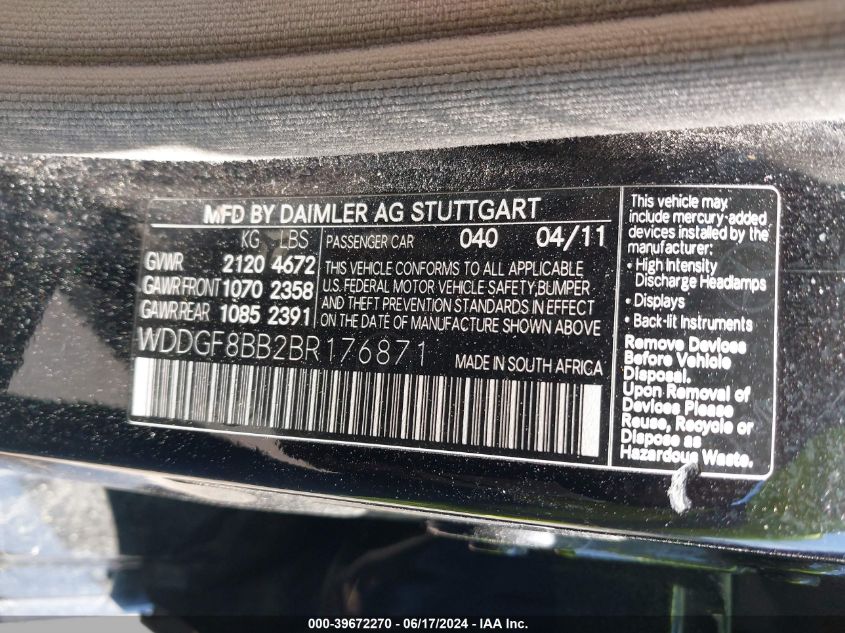 MFD BY DAIMLER AG STUTTGART
KG LBS
GVWR 2120 4672
GAWR FRONT 1070 2358
GAWR REAR 1085 2391
PASSENGER CAR 040 04/11
THIS VEHICLE CONFORMS TO ALL APPLICABLE
U.S. FEDERAL MOTOR VEHICLE SAFETY,BUMPER
AND THEFT PREVENTION STANDARDS IN EFFECT
ON THE DATE OF MANUFACTURE SHOWN ABOVE
WDDGF8BB2BR176871
MADE IN SOUTH AFRICA
This vehicle may
include mercury-added
devices installed by the
manufacturer:
• High Intensity
Discharge Headlamps
• Displays
• Back-lit Instruments
Remove Devices
Before Vehicle
Disposal.
Upon Removal of
Devices Please
Reuse, Recycle or
Dispose as
Hazardous Waste.
000-39672270 - 06/17/2024 - IAA Inc.